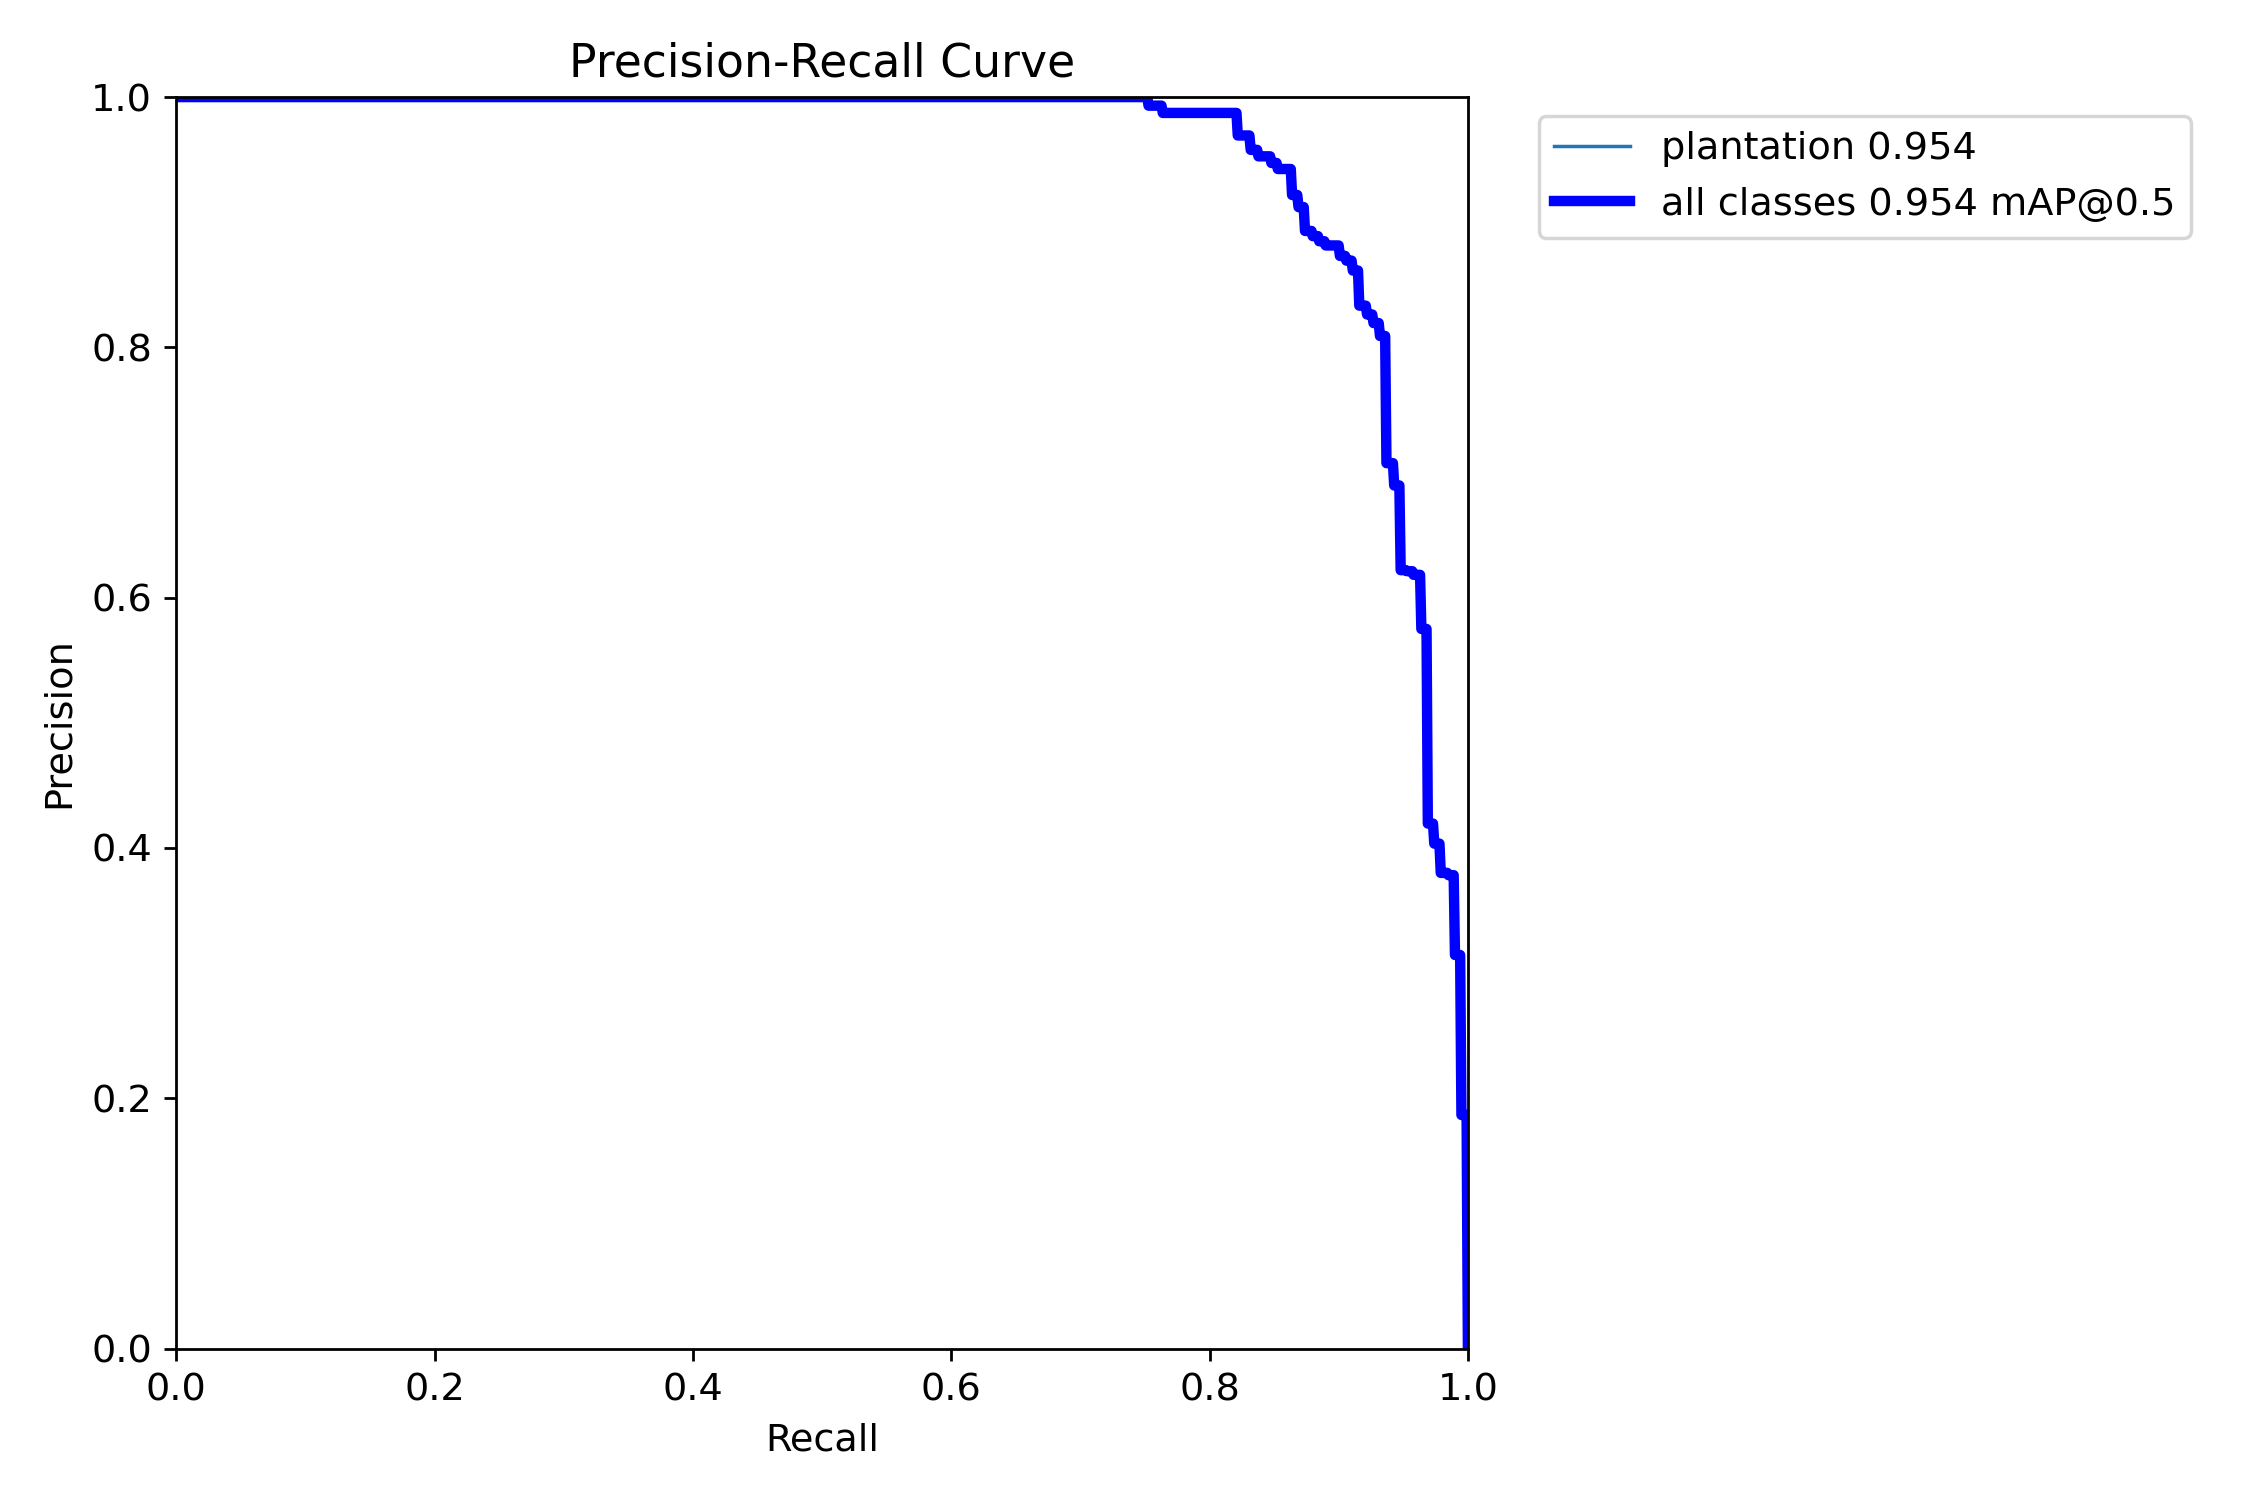 Precision-Recall Curve
1.0
0.8
0.6
0.4
0.2
0.0
Precision
0.0 0.2 0.4 0.6 0.8 1.0
Recall
plantation 0.954
all classes 0.954 mAP@0.5